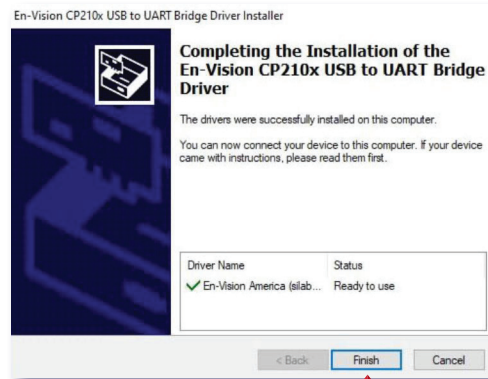 En-Vision CP210x USB to UART Bridge Driver Installer
Completing the Installation of the
En-Vision CP210x USB to UART Bridge
Driver
The drivers were successfully installed on this computer.
You can now connect your device to this computer. If your device
came with instructions, please read them first.
Driver Name Status
En-Vision America (silab... Ready to use
< Back Finish Cancel